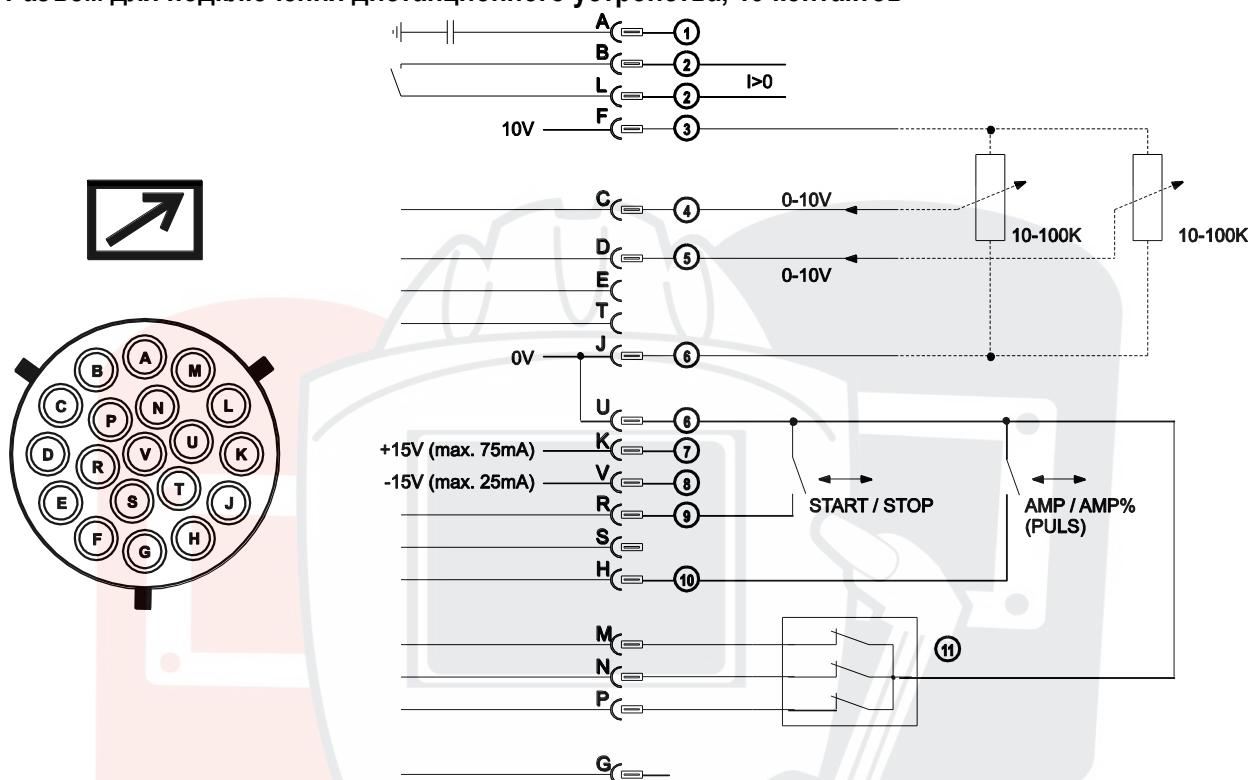 Разъем для подключения дистанционного устройства, 19 контактов
A 1
B 2
I>0
L 2
10V F 3
C 4 0-10V
10-100K 10-100K
D 5
0-10V
E
T
0V J 6
U 6
+15V (max. 75mA) K 7
-15V (max. 25mA) V 8
R 9
START / STOP AMP / AMP%
(PULS)
S
H 10
M 11
N
P
G
A
B M
C N L
P
D R V U K
E S T J
F G H